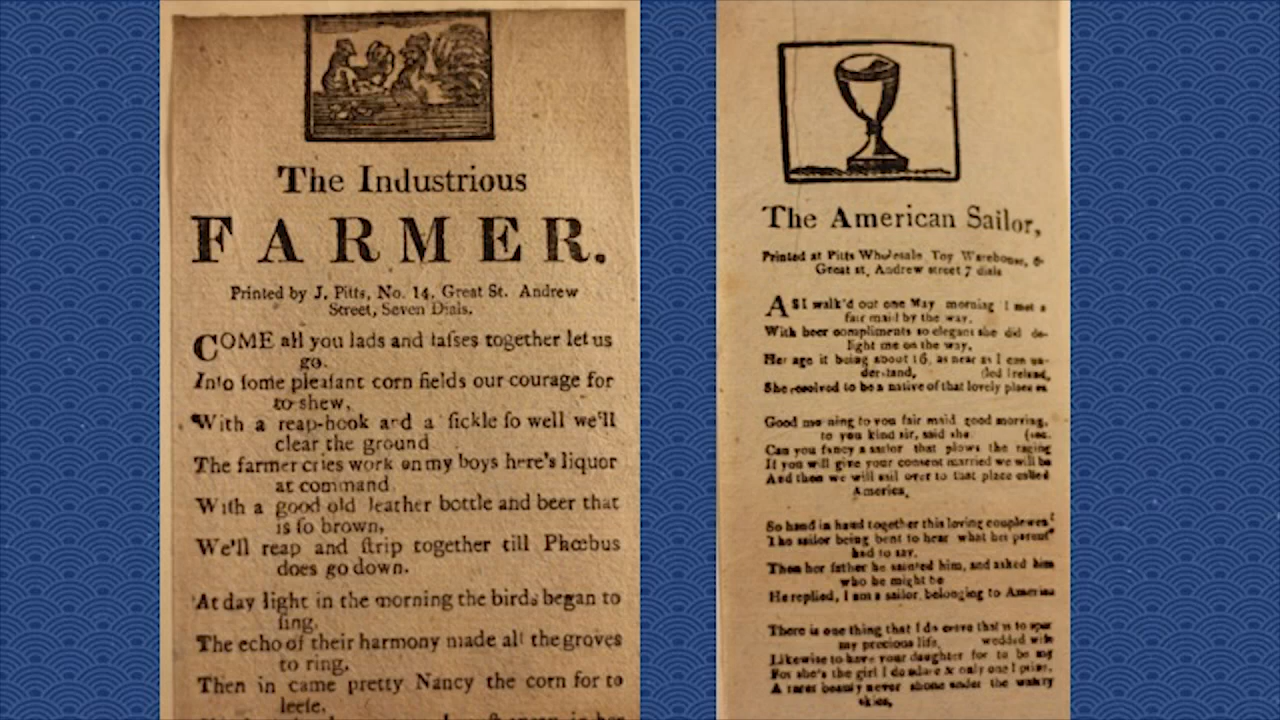 The Industrious
FARMER.
Printed by J. Pitts, No. 14, Great St. Andrew
Street, Seven Dials.
COME all you lads and lasses together let us
go.
Into some pleasant corn fields our courage for
to shew,
With a reap-hook and a sickle so well we'll
clear the ground
The farmer cries work on my boys here's liquor
at command
With a good old leather bottle and beer that
is so brown,
We'll reap and strip together till Phœbus
does go down.
At day light in the morning the birds began to
sing.
The echo of their harmony made all the groves
to ring,
Then in came pretty Nancy the corn for to
The American Sailor,
Printed at Pitts Wholesale Toy Warehouse, 6
Great st, Andrew street 7 dials
AS I walk'd out one May morning I met a
fair maid by the way,
With beer compliments so elegant she did de-
light me on the way,
Her age it being about 16, as near as I can un-
derstand, (led Ireland,
She resolved to be a native of that lovely place
Good morning to you fair maid good morning,
to you kind sir, said she
Can you fancy a sailor that plows the raging
If you will give your consent married we will be
And then we will sail over to that place called
America,
So hand in hand together this loving couple went
The sailor being bent to hear what her parent
had to say.
Then her father he saluted him, and asked him
who he might be
He replied, I am a sailor belonging to America
There is one thing that I do crave that is to spar
my precious life, wedded wife
Likewise to have your daughter for to be my
For she's the girl I do adore & only one I prize,
A rarer beauty never shone under the
skies,